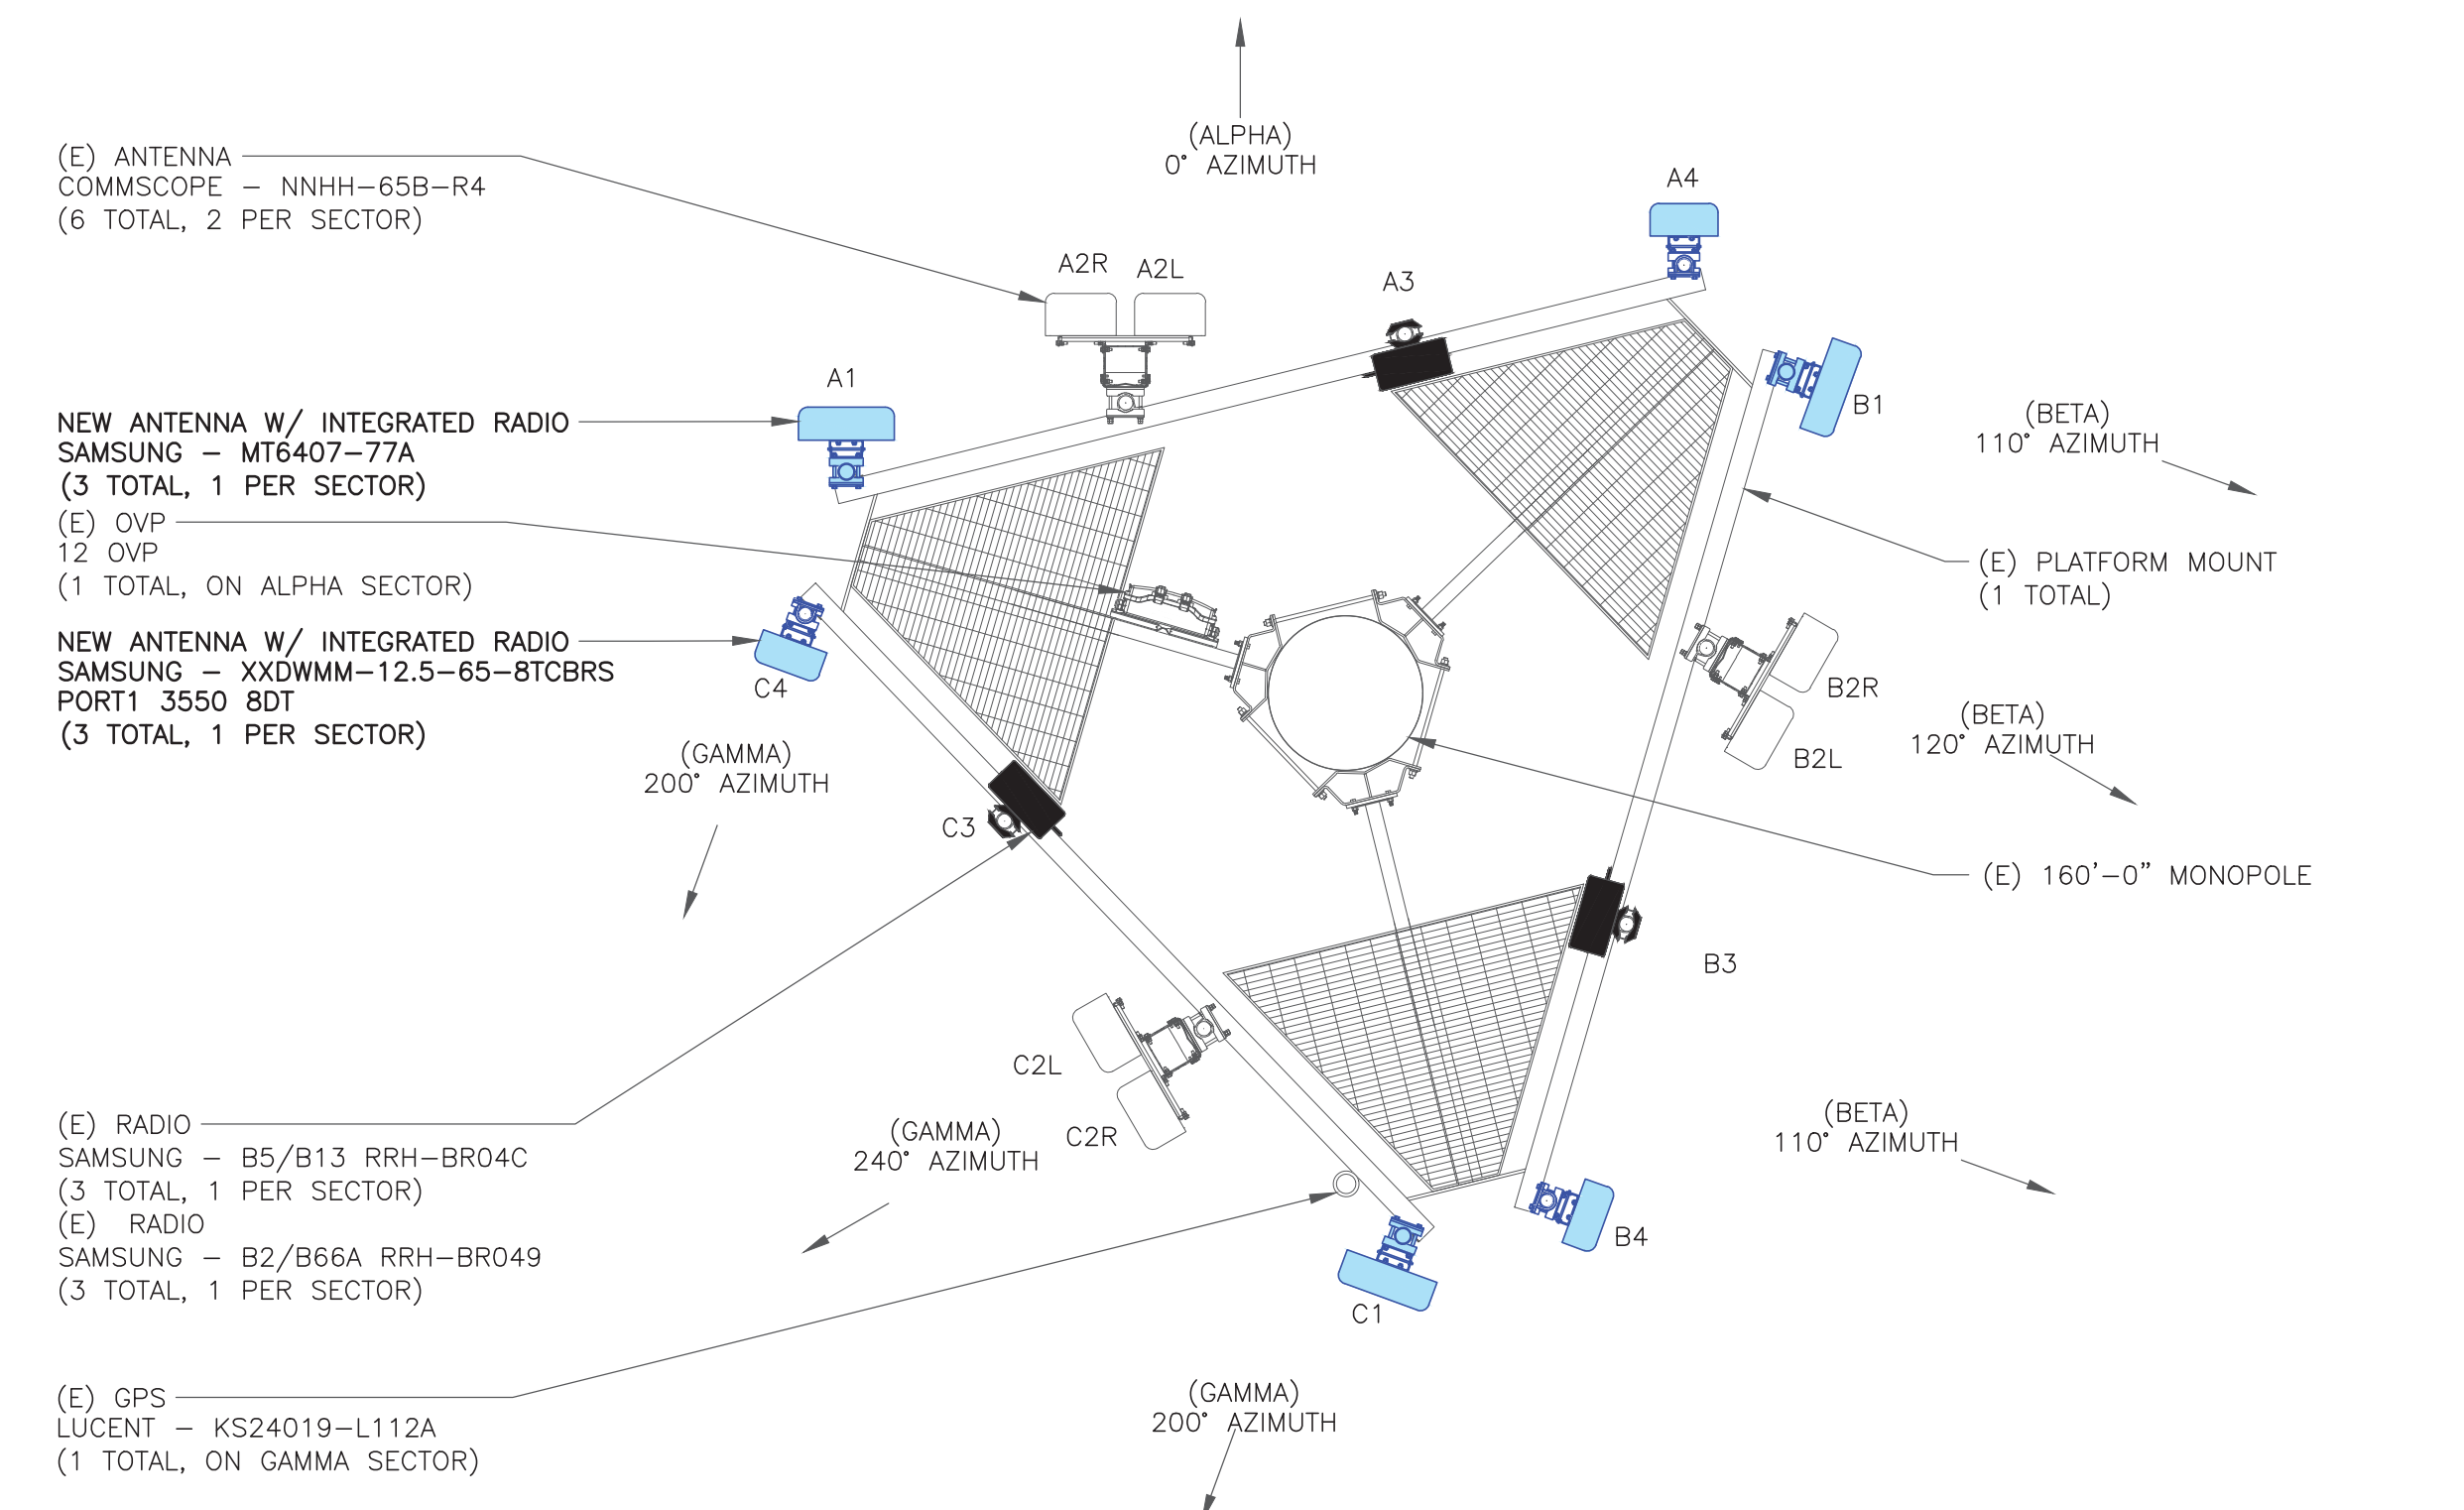 (ALPHA)
0° AZIMUTH
(E) ANTENNA
COMMSCOPE - NNHH-65B-R4
(6 TOTAL, 2 PER SECTOR)
A4
A2R
A2L
A3
A1
B1
NEW ANTENNA W/ INTEGRATED RADIO
SAMSUNG - MT6407-77A
(3 TOTAL, 1 PER SECTOR)
(BETA)
110° AZIMUTH
(E) OVP
12 OVP
(1 TOTAL, ON ALPHA SECTOR)
(E) PLATFORM MOUNT
(1 TOTAL)
NEW ANTENNA W/ INTEGRATED RADIO
SAMSUNG - XXDWMM-12.5-65-8TCBRS
PORT1 3550 8DT
(3 TOTAL, 1 PER SECTOR)
C4
B2R
B2L
(BETA)
120° AZIMUTH
(GAMMA)
200° AZIMUTH
C3
(E) 160'-0" MONOPOLE
B3
C2L
C2R
(GAMMA)
240° AZIMUTH
(BETA)
110° AZIMUTH
(E) RADIO
SAMSUNG - B5/B13 RRH-BR04C
(3 TOTAL, 1 PER SECTOR)
(E) RADIO
SAMSUNG - B2/B66A RRH-BR049
(3 TOTAL, 1 PER SECTOR)
B4
C1
(E) GPS
LUCENT - KS24019-L112A
(1 TOTAL, ON GAMMA SECTOR)
(GAMMA)
200° AZIMUTH